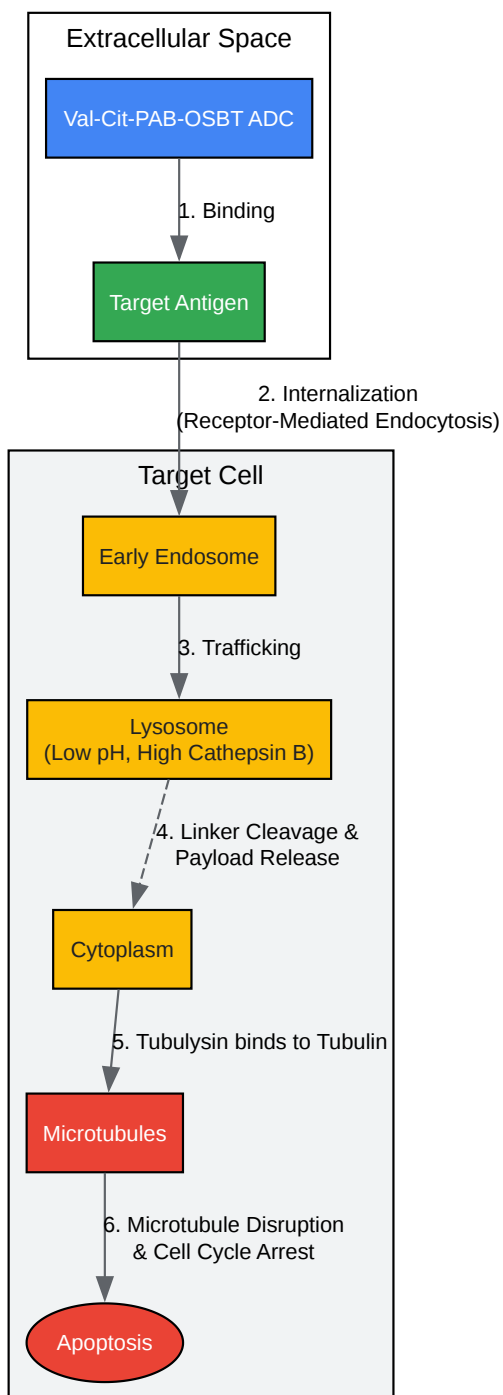 Extracellular Space
Val-Cit-PAB-OSBT ADC
1. Binding
Target Antigen
2. Internalization
(Receptor-Mediated Endocytosis)
Target Cell
Early Endosome
3. Trafficking
Lysosome
(Low pH, High Cathepsin B)
4. Linker Cleavage &
Payload Release
Cytoplasm
5. Tubulysin binds to Tubulin
Microtubules
6. Microtubule Disruption
& Cell Cycle Arrest
Apoptosis